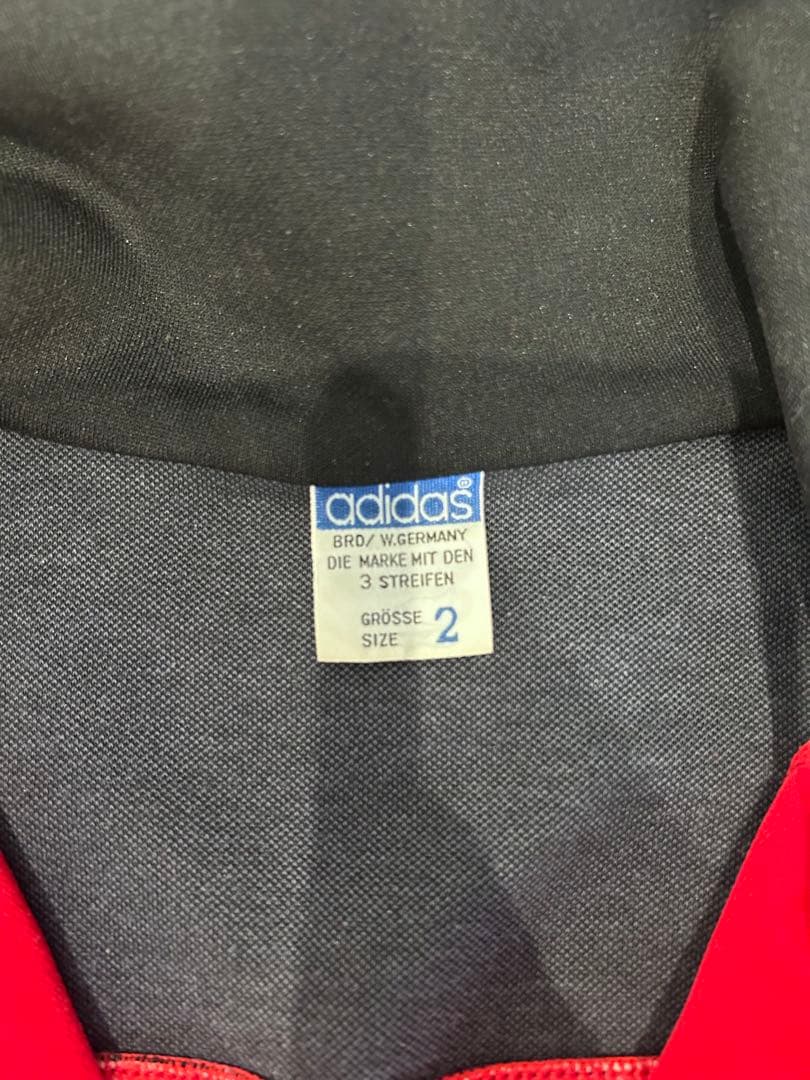 adidas®
BRD/ W.GERMANY
DIE MARKE MIT DEN
3 STREIFEN
GRÖSSE 2
SIZE